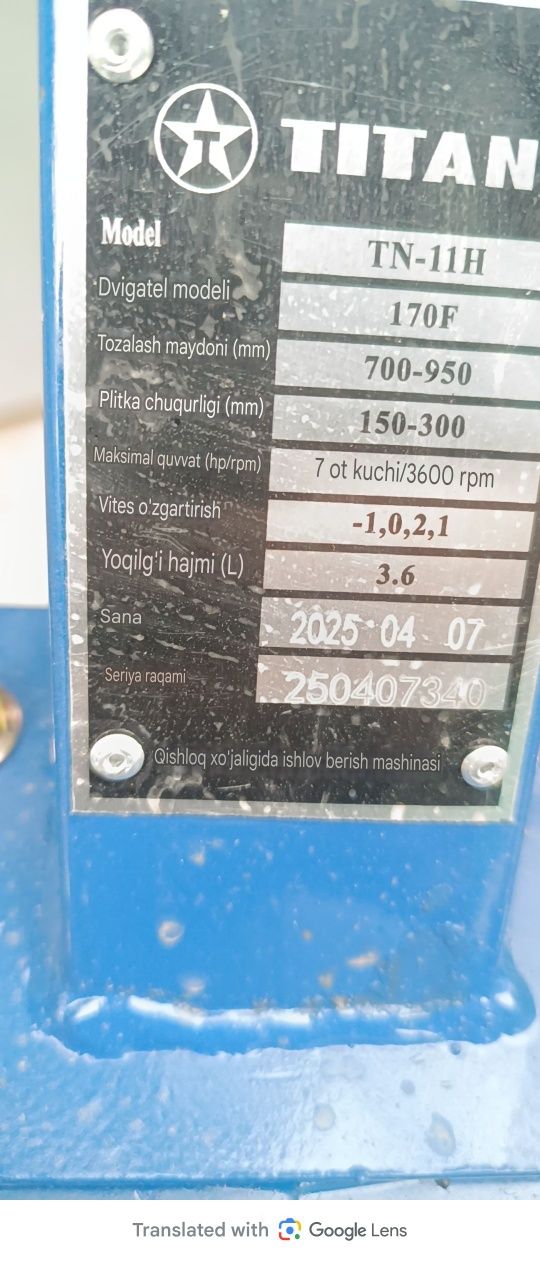 TITAN
Model TN-11H
Dvigatel modeli 170F
Tozalash maydoni (mm) 700-950
Plitka chuqurligi (mm) 150-300
Maksimal quvvat (hp/rpm) 7 ot kuchi/3600 rpm
Vites o'zgartirish -1,0,2,1
Yoqilg'i hajmi (L) 3.6
Sana 2025 04 07
Seriya raqami 250407340
Qishloq xo'jaligida ishlov berish mashinasi
Translated with Google Lens